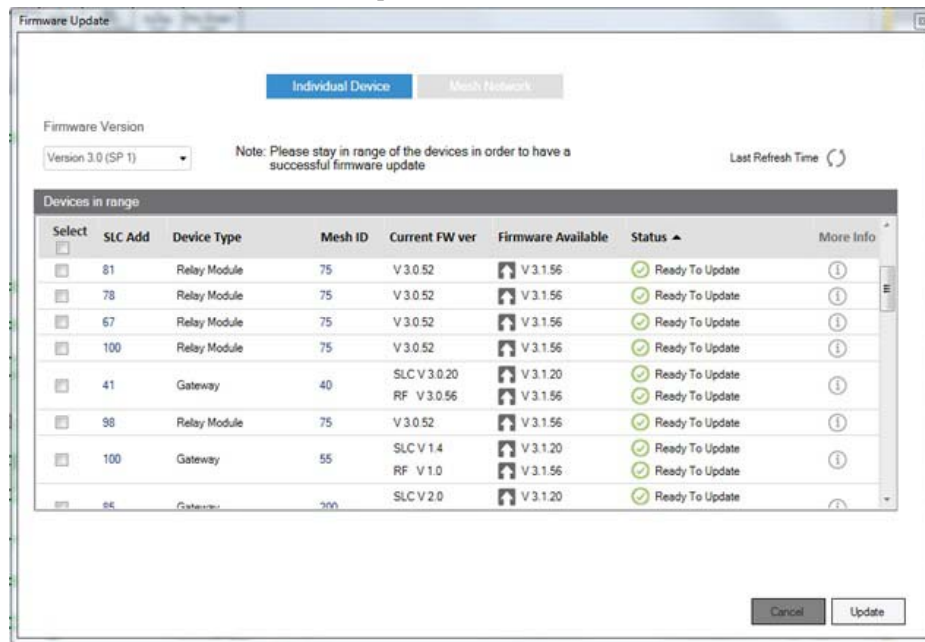 Firmware Update
Individual Device Mesh Network
Firmware Version
Version 3.0 (SP 1)
Note: Please stay in range of the devices in order to have a
successful firmware update
Last Refresh Time
Devices in range
Select SLC Add Device Type Mesh ID Current FW ver Firmware Available Status More Info
81 Relay Module 75 V 3.0.52 V 3.1.56 Ready To Update
78 Relay Module 75 V 3.0.52 V 3.1.56 Ready To Update
67 Relay Module 75 V 3.0.52 V 3.1.56 Ready To Update
100 Relay Module 75 V 3.0.52 V 3.1.56 Ready To Update
41 Gateway 40
SLC V 3.0.20 V 3.1.20 Ready To Update
RF V 3.0.56 V 3.1.56 Ready To Update
98 Relay Module 75 V 3.0.52 V 3.1.56 Ready To Update
100 Gateway 55
SLC V 1.4 V 3.1.20 Ready To Update
RF V 1.0 V 3.1.56 Ready To Update
SLC V 2.0 V 3.1.20 Ready To Update
85 Gateway 200
Cancel Update